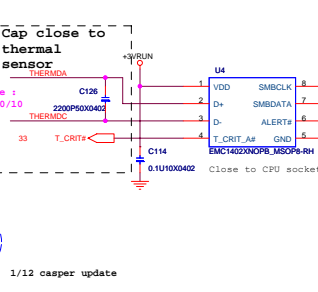 Cap close to
thermal
sensor
+3VRUN
THERMDA
C126
2200P50X0402
0/10
THERMDC
33
T_CRIT#
C114
0.1U10X0402
U4
1 VDD SMBCLK 8
2 D+ SMBDATA 7
3 D- ALERT# 6
4 T_CRIT_A# GND 5
EMC1402XNOPB_MSOP8-RH
Close to CPU socket
1/12 casper update